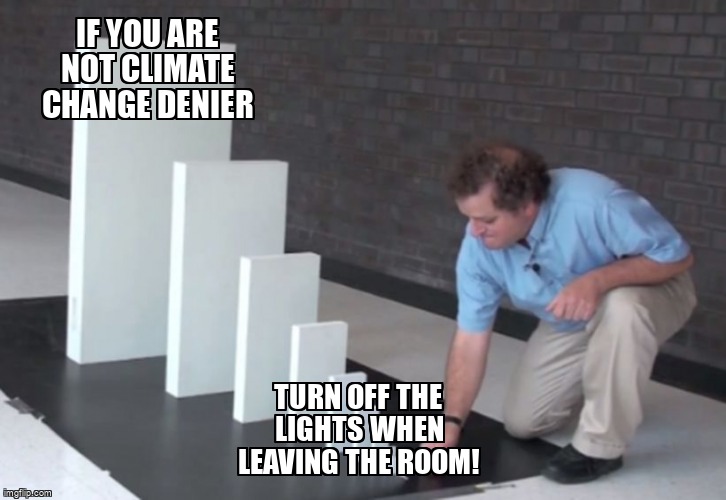 IF YOU ARE
NOT CLIMATE
CHANGE DENIER
TURN OFF THE
LIGHTS WHEN
LEAVING THE ROOM!
imgflip.com